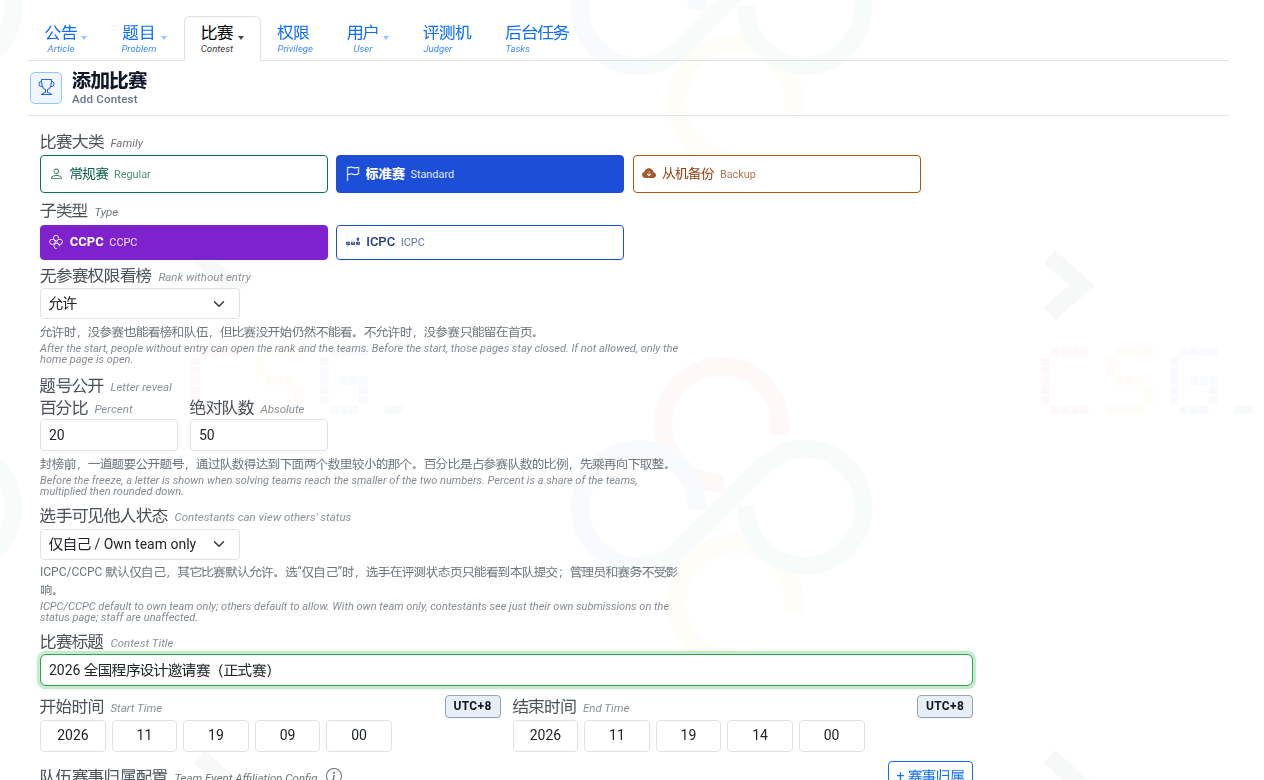 公告 题目 比赛 权限 用户 评测机 后台任务
Article Problem Contest Privilege User Judger Tasks
添加比赛
Add Contest
比赛大类 Family
常规赛 Regular 标准赛 Standard 从机备份 Backup
子类型 Type
CCPC CCPC ICPC ICPC
无参赛权限看榜 Rank without entry
允许
允许时，没参赛也能看榜和队伍，但比赛没开始仍然不能看。不允许时，没参赛只能留在首页。
After the start, people without entry can open the rank and the teams. Before the start, those pages stay closed. If not allowed, only the
home page is open.
题号公开 Letter reveal
百分比 Percent 绝对队数 Absolute
20 50
封榜前，一道题要公开题号，通过队数得达到下面两个数里较小的那个。百分比是占参赛队数的比例，先乘再向下取整。
Before the freeze, a letter is shown when solving teams reach the smaller of the two numbers. Percent is a share of the teams,
multiplied then rounded down.
选手可见他人状态 Contestants can view others' status
仅自己 / Own team only
ICPC/CCPC 默认仅自己，其它比赛默认允许。选“仅自己”时，选手在评测状态页只能看到本队提交；管理员和赛务不受影
响。
ICPC/CCPC default to own team only; others default to allow. With own team only, contestants see just their own submissions on the
status page; staff are unaffected.
比赛标题 Contest Title
2026 全国程序设计邀请赛（正式赛）
开始时间 Start Time UTC+8 结束时间 End Time UTC+8
2026 11 19 09 00 2026 11 19 14 00
队伍赛事归属配置 Team Event Affiliation Config + 赛事归属